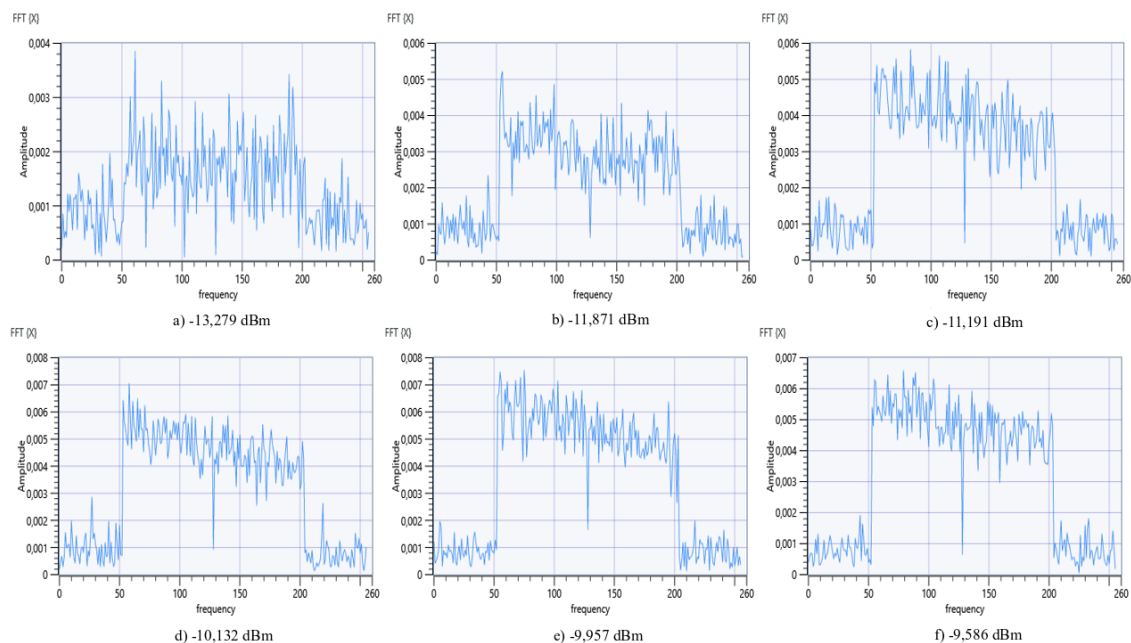 FFT {X}
0,004
0,003
0,002
0,001
0
Amplitude
0 50 100 150 200 260
frequency
a) -13,279 dBm
FFT {X}
0,006
0,005
0,004
0,003
0,002
0,001
0
Amplitude
0 50 100 150 200 260
frequency
b) -11,871 dBm
FFT {X}
0,006
0,005
0,004
0,003
0,002
0,001
0
Amplitude
0 50 100 150 200 260
frequency
c) -11,191 dBm
FFT {X}
0,008
0,007
0,006
0,005
0,004
0,003
0,002
0,001
0
Amplitude
0 50 100 150 200 260
frequency
d) -10,132 dBm
FFT {X}
0,008
0,007
0,006
0,005
0,004
0,003
0,002
0,001
0
Amplitude
0 50 100 150 200 260
frequency
e) -9,957 dBm
FFT {X}
0,007
0,006
0,005
0,004
0,003
0,002
0,001
0
Amplitude
0 50 100 150 200 260
frequency
f) -9,586 dBm